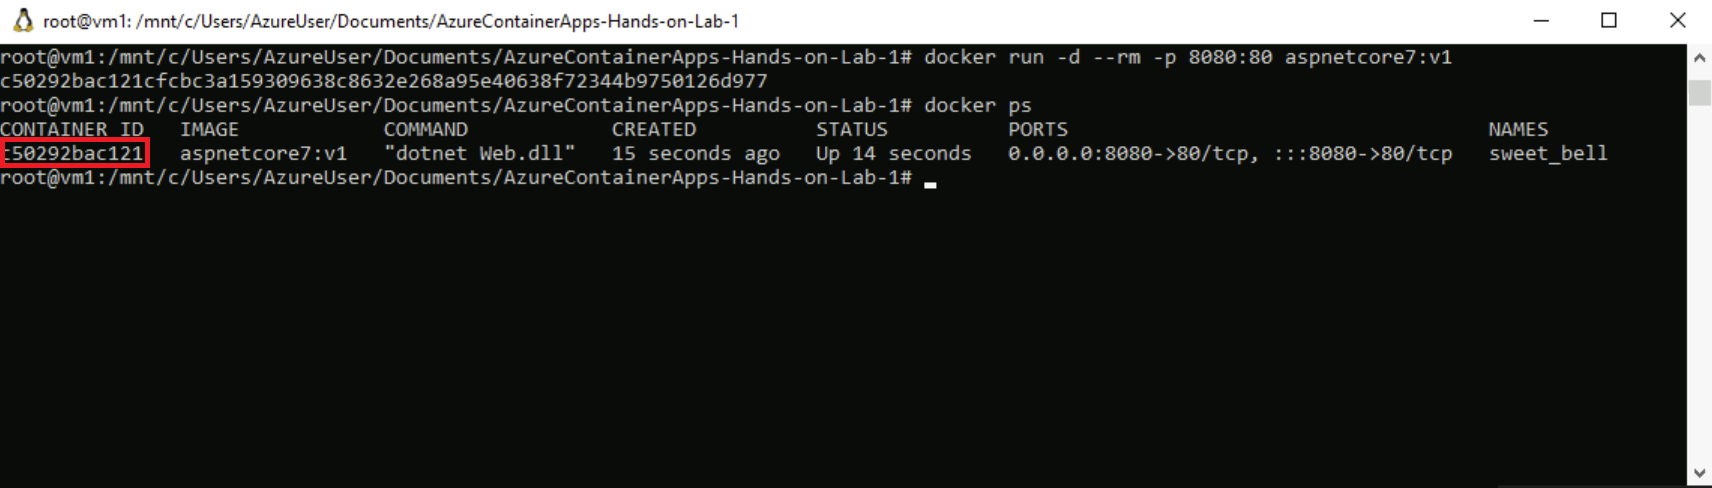 root@vm1: /mnt/c/Users/AzureUser/Documents/AzureContainerApps-Hands-on-Lab-1
root@vm1:/mnt/c/Users/AzureUser/Documents/AzureContainerApps-Hands-on-Lab-1# docker run -d --rm -p 8080:80 aspnetcore7:v1
c50292bac121cfcbc3a159309638c8632e268a95e40638f72344b9750126d977
root@vm1:/mnt/c/Users/AzureUser/Documents/AzureContainerApps-Hands-on-Lab-1# docker ps
CONTAINER ID   IMAGE            COMMAND            CREATED          STATUS          PORTS                                   NAMES
c50292bac121   aspnetcore7:v1   "dotnet Web.dll"   15 seconds ago   Up 14 seconds   0.0.0.0:8080->80/tcp, :::8080->80/tcp   sweet_bell
root@vm1:/mnt/c/Users/AzureUser/Documents/AzureContainerApps-Hands-on-Lab-1#